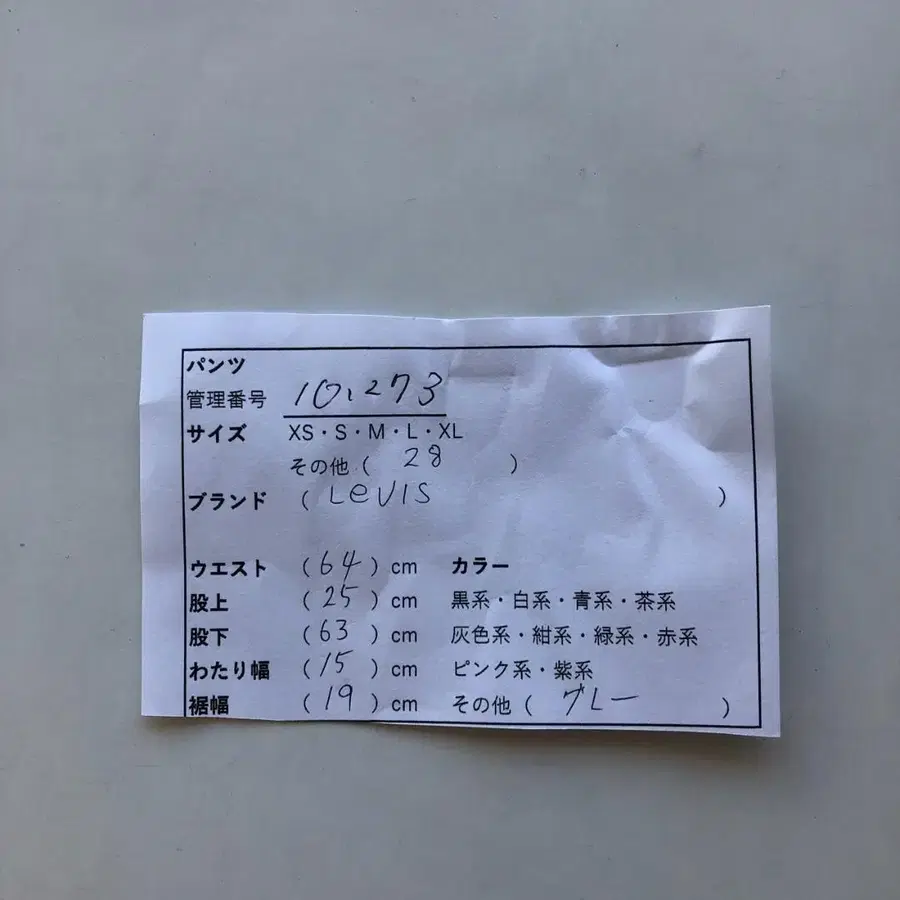 パンツ
管理番号 10,273
サイズ XS・S・M・L・XL
その他 ( 28 )
ブランド ( LeVIS )
ウエスト ( 64 ) cm カラー
股上 ( 25 ) cm 黒系・白系・青系・茶系
股下 ( 63 ) cm 灰色系・紺系・緑系・赤系
わたり幅 ( 15 ) cm ピンク系・紫系
裾幅 ( 19 ) cm その他 ( グレー )